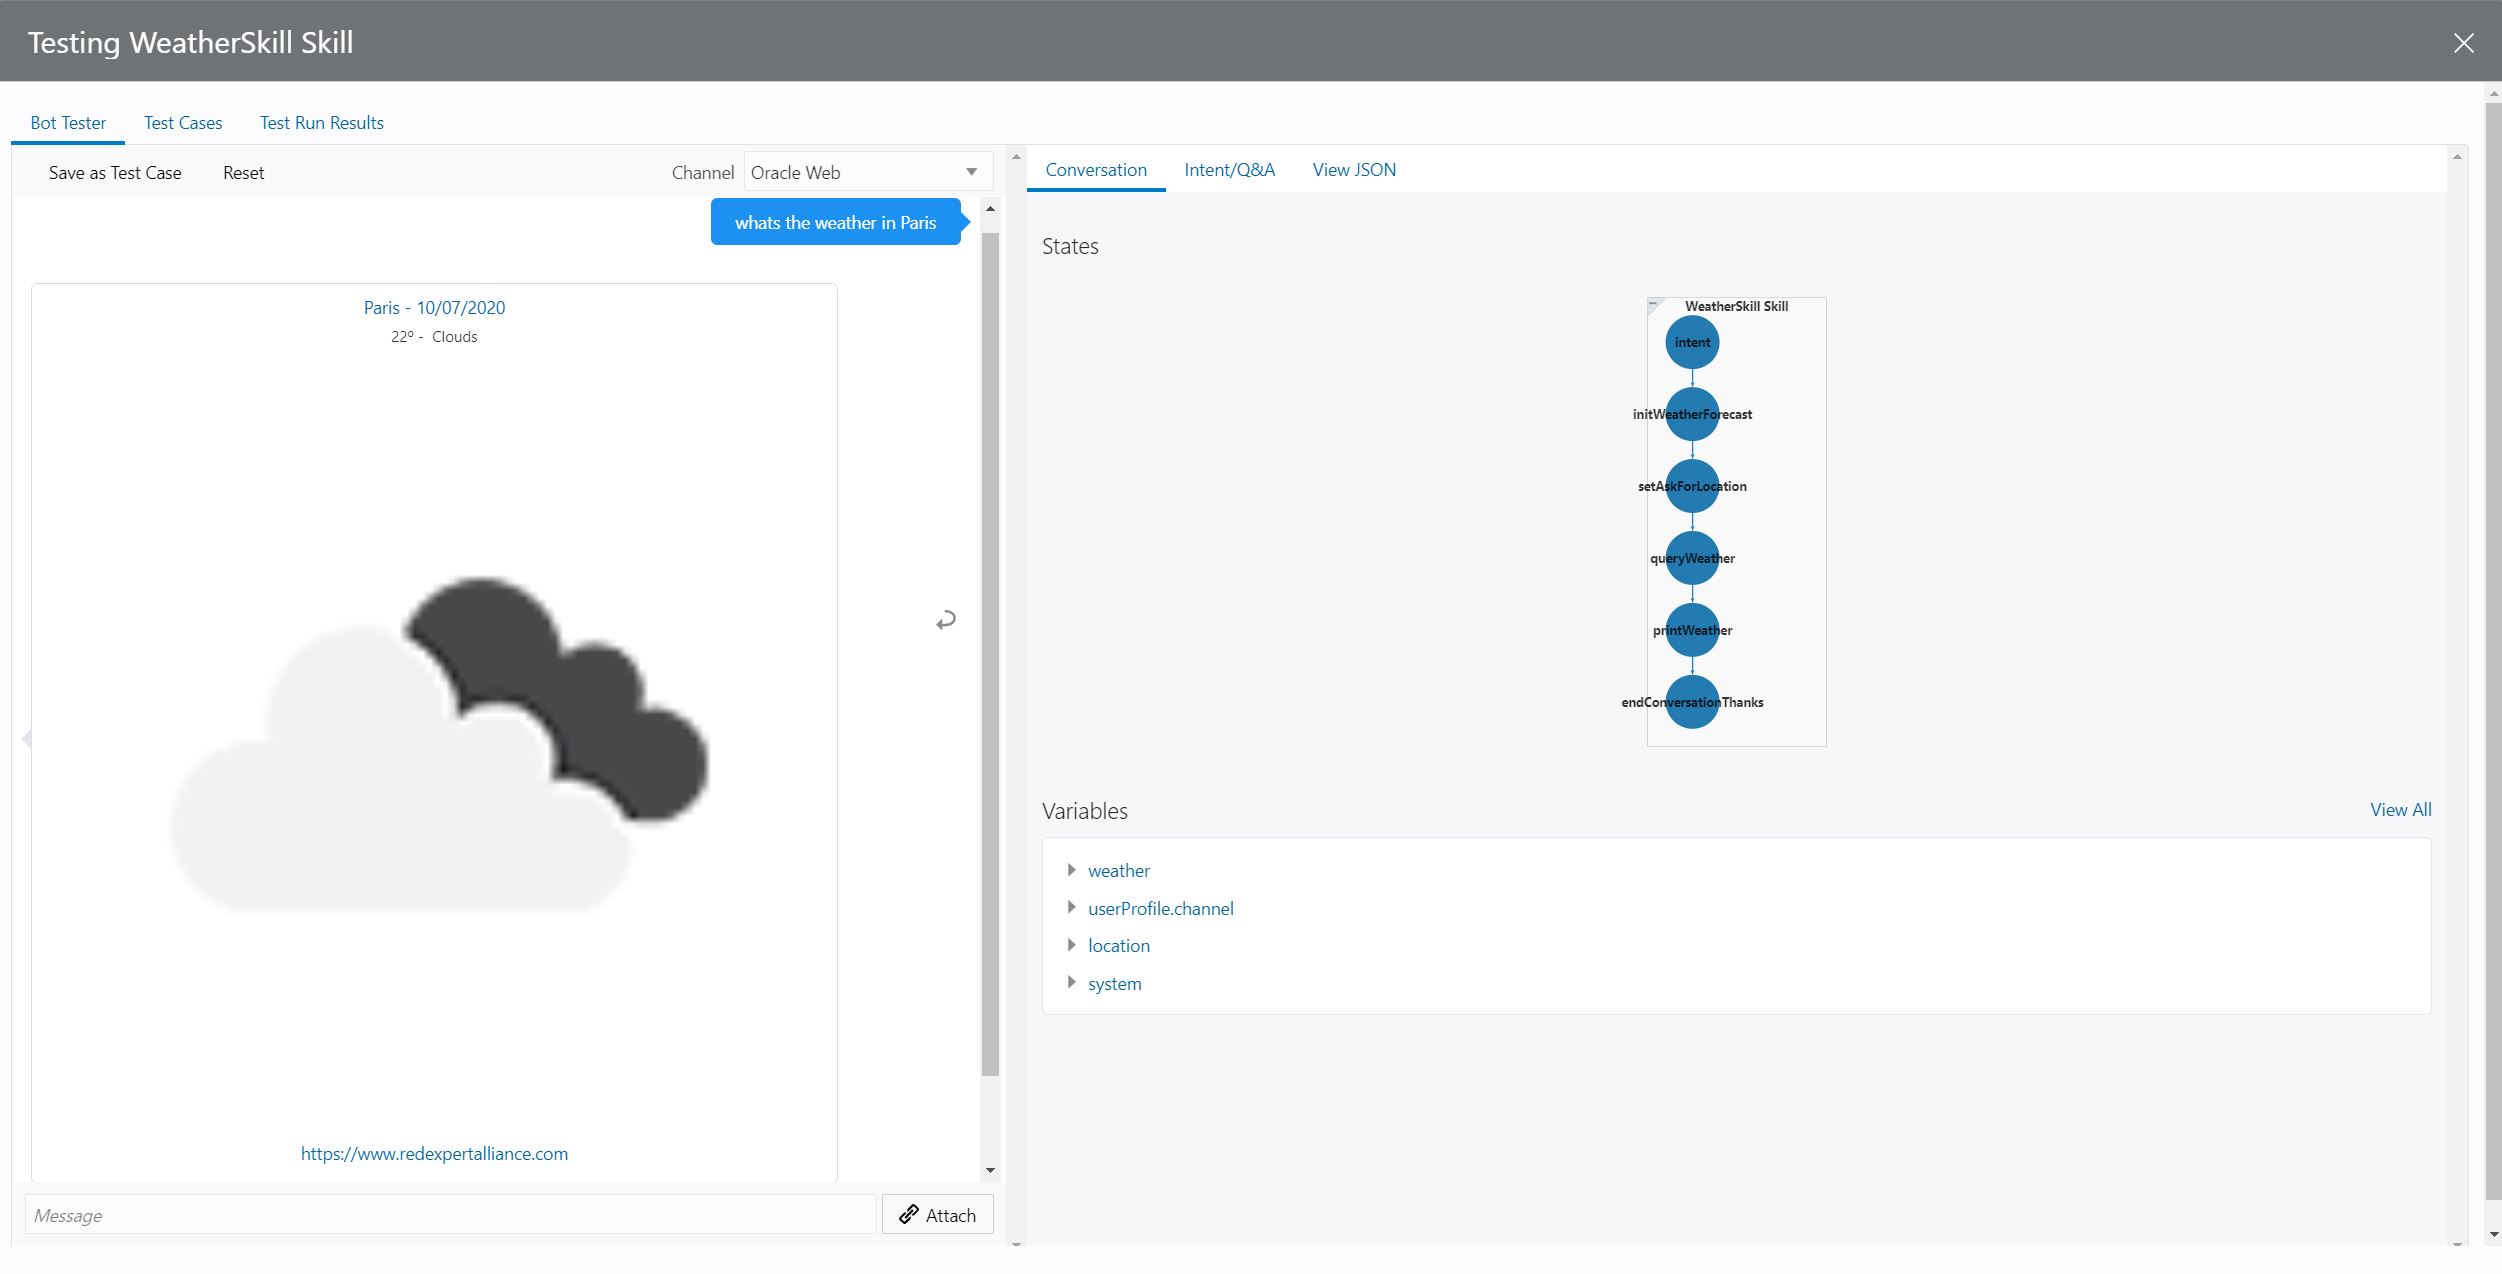 Testing WeatherSkill Skill
Bot Tester
Test Cases
Test Run Results
Save as Test Case
Reset
Channel
Oracle Web
whats the weather in Paris
Paris - 10/07/2020
22º - Clouds
https://www.redexpertalliance.com
Message
Attach
Conversation
Intent/Q&A
View JSON
States
WeatherSkill Skill
intent
initWeatherForecast
setAskForLocation
queryWeather
printWeather
endConversationThanks
Variables
View All
weather
userProfile.channel
location
system